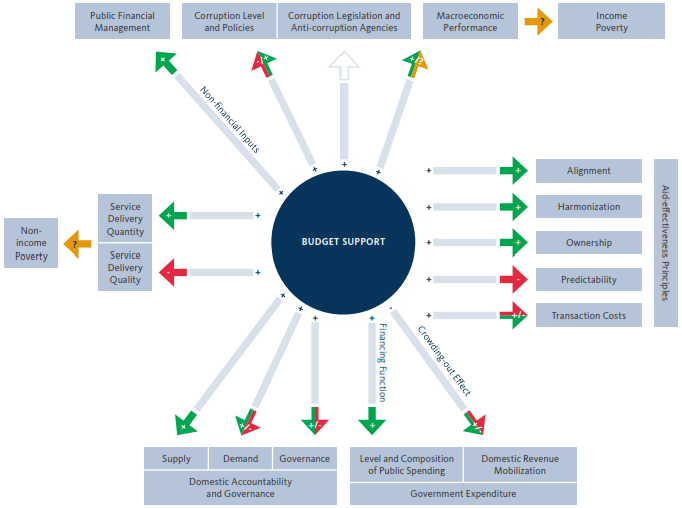 Public Financial
Management
Corruption Level
and Policies
Corruption Legislation and
Anti-corruption Agencies
Macroeconomic
Performance
?
Income
Poverty
+
-/+
+/?
Non-financial Inputs
+
+
+
+
Service
Delivery
Quantity
+
+
Non-
income
Poverty
?
Service
Delivery
Quality
-
+
BUDGET SUPPORT
+
+
Alignment
+
+
Harmonization
+
+
Ownership
+
-
Predictability
+
+/-
Transaction Costs
Aid-effectiveness Principles
+
+
+
+
-
Financing Function
Crowding-out Effect
+
+/-
+/-
+
+/-
Supply
Demand
Governance
Domestic Accountability
and Governance
Level and Composition
of Public Spending
Domestic Revenue
Mobilization
Government Expenditure